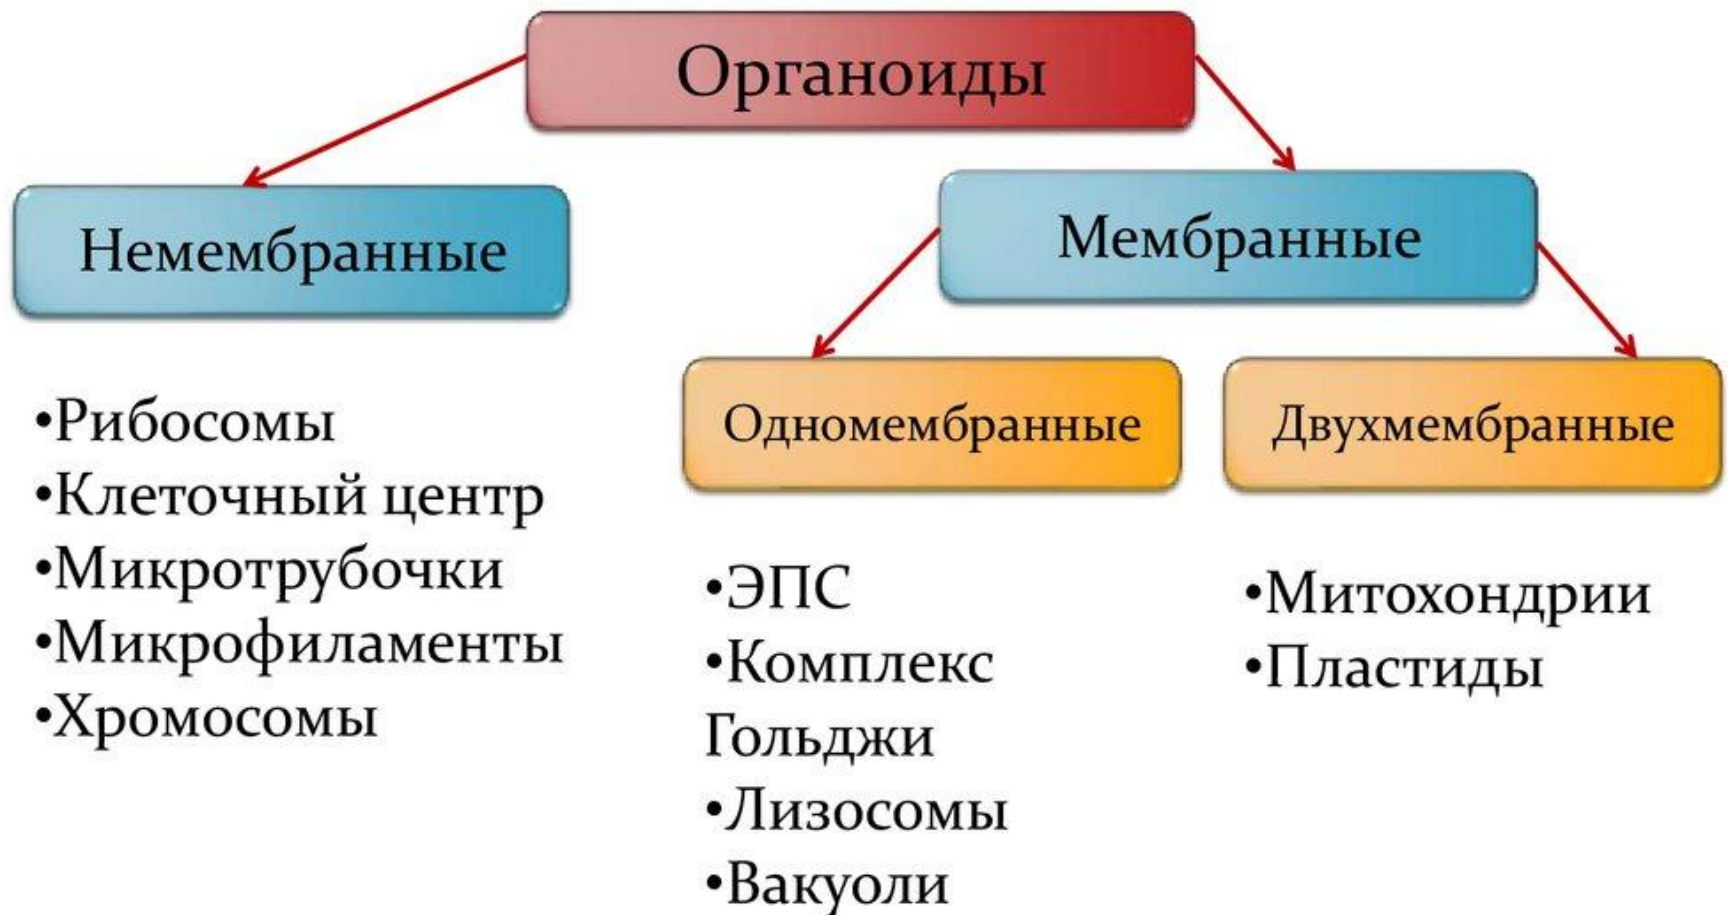 Органоиды
Немембранные
Мембранные
•Рибосомы
•Клеточный центр
•Микротрубочки
•Микрофиламенты
•Хромосомы
Одномембранные
•ЭПС
•Комплекс
Гольджи
•Лизосомы
•Вакуоли
Двухмембранные
•Митохондрии
•Пластиды